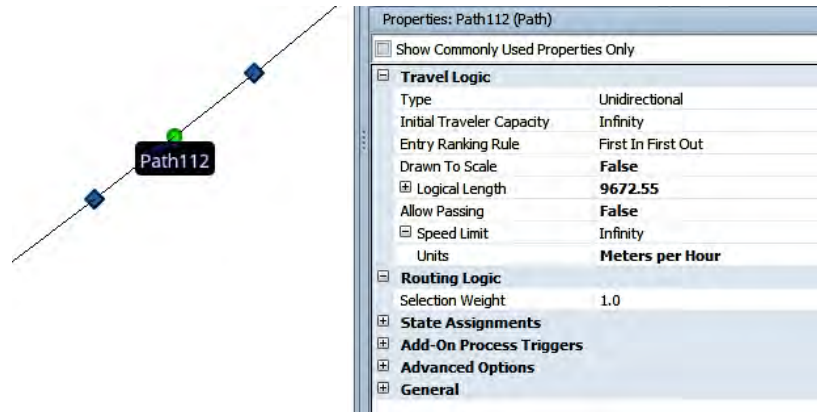 Path112
Properties: Path112 (Path)
Show Commonly Used Properties Only
Travel Logic
Type Unidirectional
Initial Traveler Capacity Infinity
Entry Ranking Rule First In First Out
Drawn To Scale False
Logical Length 9672.55
Allow Passing False
Speed Limit Infinity
Units Meters per Hour
Routing Logic
Selection Weight 1.0
State Assignments
Add-On Process Triggers
Advanced Options
General